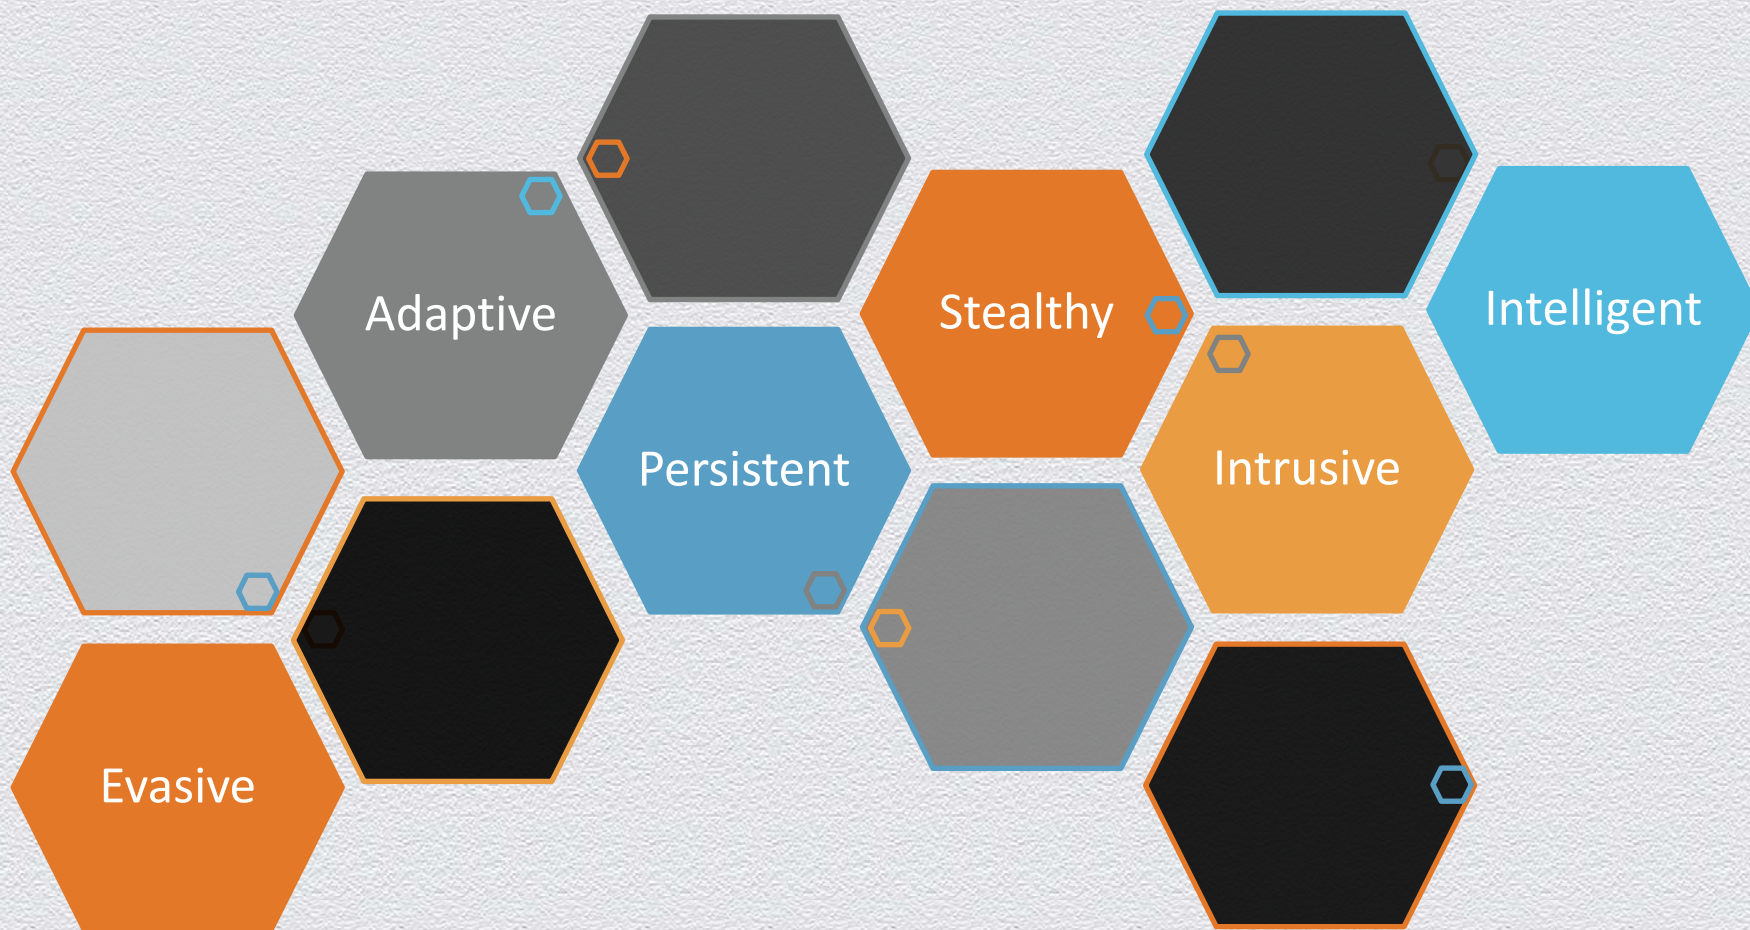 Evasive
Adaptive
Persistent
Stealthy
Intrusive
Intelligent